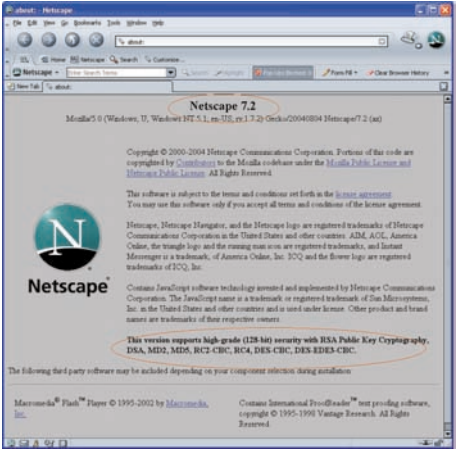 about: - Netscape
File Edit View Go Bookmarks Tools Window Help
about:
Home Netscape Search Customize...
Netscape Enter Search Terms Search Highlight Form Fill Clear Browser History
New Tab about:
Netscape 7.2
Mozilla/5.0 (Windows; U; Windows NT 5.1; en-US; rv:1.7.2) Gecko/20040804 Netscape/7.2 (ax)
Copyright © 2000-2004 Netscape Communications Corporation. Portions of this code are
copyrighted by Contributors to the Mozilla codebase under the Mozilla Public License and
Netscape Public License. All Rights Reserved.
This software is subject to the terms and conditions set forth in the license agreement.
You may use this software only if you accept all terms and conditions of the license agreement.
Netscape, Netscape Navigator, and the Netscape logo are registered trademarks of Netscape
Communications Corporation in the United States and other countries. AIM, AOL, America
Online, the triangle logo and the running man icon are registered trademarks, and Instant
Messenger is a trademark, of America Online, Inc. ICQ and the flower logo are registered
trademarks of ICQ, Inc.
N
Netscape®
Contains JavaScript software technology invented and implemented by Netscape Communications
Corporation. The JavaScript name is a trademark or registered trademark of Sun Microsystems,
Inc. in the United States and other countries and is used under license. Other product and brand
names are trademarks of their respective owners.
This version supports high-grade (128-bit) security with RSA Public Key Cryptography,
DSA, MD2, MD5, RC2-CBC, RC4, DES-CBC, DES-EDE3-CBC.
The following third party software may be included depending on your component selection during installation:
Macromedia® Flash™ Player © 1995-2002 by Macromedia,
Inc.
Contains International ProofReader™ text proofing software,
copyright © 1995-1998 Vantage Research. All Rights
Reserved.